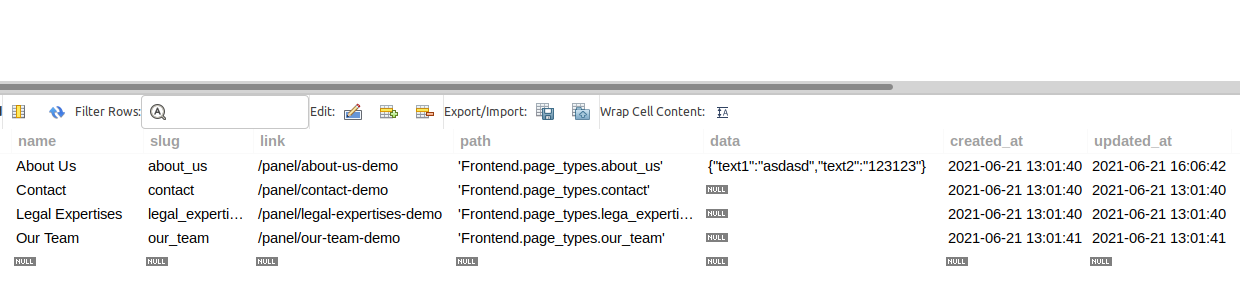 Filter Rows: Edit: Export/Import: Wrap Cell Content:
name slug link path data created_at updated_at
About Us about_us /panel/about-us-demo 'Frontend.page_types.about_us' {"text1":"asdasd","text2":"123123"} 2021-06-21 13:01:40 2021-06-21 16:06:42
Contact contact /panel/contact-demo 'Frontend.page_types.contact' NULL 2021-06-21 13:01:40 2021-06-21 13:01:40
Legal Expertises legal_experti... /panel/legal-expertises-demo 'Frontend.page_types.lega_experti... NULL 2021-06-21 13:01:40 2021-06-21 13:01:40
Our Team our_team /panel/our-team-demo 'Frontend.page_types.our_team' NULL 2021-06-21 13:01:41 2021-06-21 13:01:41
NULL NULL NULL NULL NULL NULL NULL